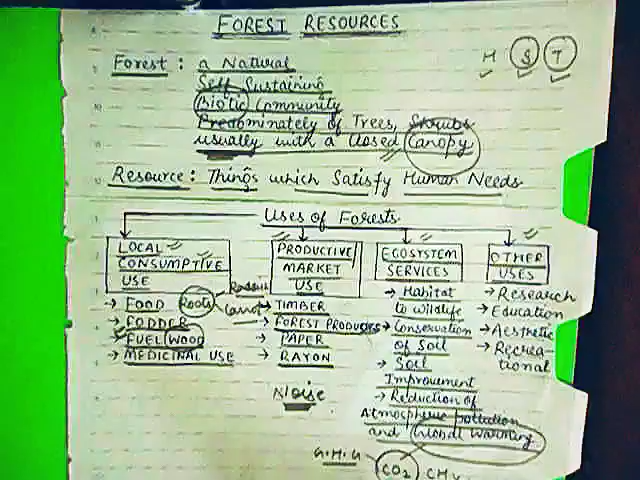 FOREST RESOURCES
H S T
Forest : a Natural
Self Sustaining
Biotic Community
Predominately of Trees, Shrubs
usually with a Closed Canopy
Resource : Things which Satisfy Human Needs
Uses of Forests
LOCAL CONSUMPTIVE USE
→ FOOD Roots
Carrot
→ FODDER
→ FUEL WOOD
→ MEDICINAL USE
PRODUCTIVE/ MARKET USE
→ TIMBER
→ FOREST PRODUCTS
→ PAPER
→ RAYON
ECOSYSTEM SERVICES
→ Habitat
to wildlife
→ Conservation
of Soil
→ Soil
Improvement
→ Reduction of
Atmospheric pollution
and Global Warming
OTHER USES
→ Research
→ Education
→ Aesthetic
→ Recrea-
tional
Noise
G.H.G
CO2 CH4